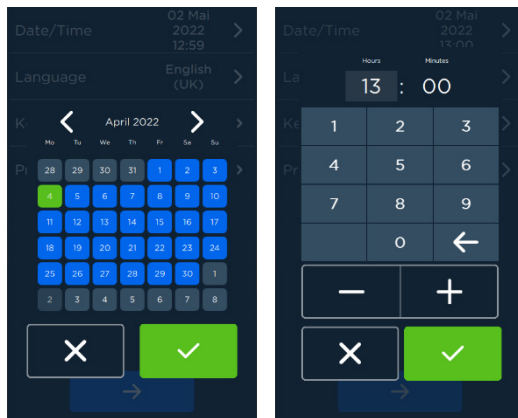 Date/Time
02 Mai
2022
12:59
Language
English
(UK)
April 2022
Mo Tu We Th Fr Sa Su
28 29 30 31 1 2 3
4 5 6 7 8 9 10
11 12 13 14 15 16 17
18 19 20 21 22 23 24
25 26 27 28 29 30 1
2 3 4 5 6 7 8
Date/Time
02 Mai
2022
13:00
Hours Minutes
13 : 00
1 2 3
4 5 6
7 8 9
0